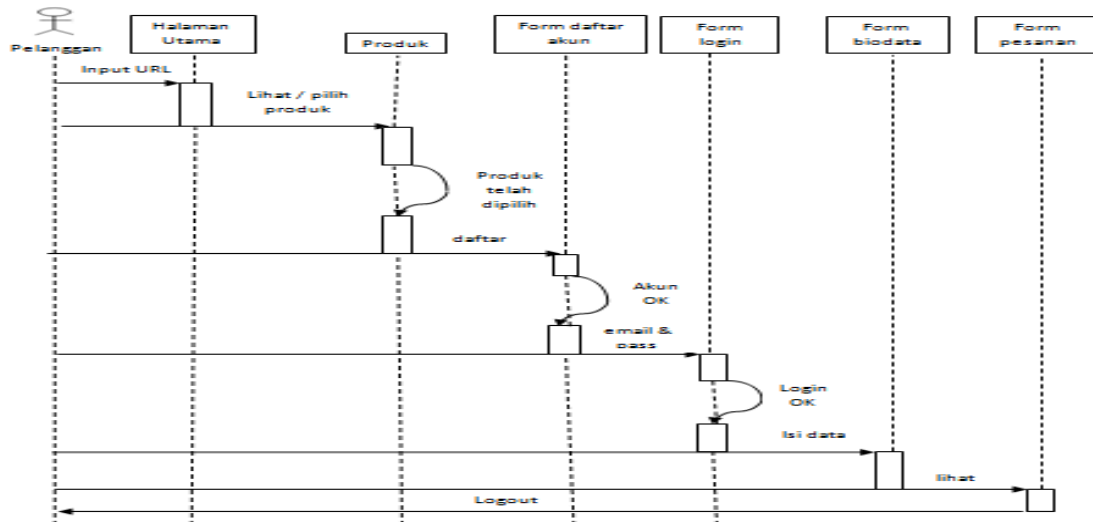 Pelanggan
Halaman
Utama
Produk
Form daftar
akun
Form
login
Form
biodata
Form
pesanan
Input URL
Lihat / pilih
produk
Produk
telah
dipilih
daftar
Akun
OK
email &
pass
Login
OK
Isi data
lihat
Logout